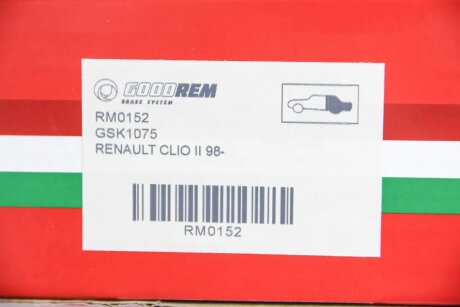 GOODREM
BRAKE SYSTEM
RM0152
GSK1075
RENAULT CLIO II 98-
RM0152